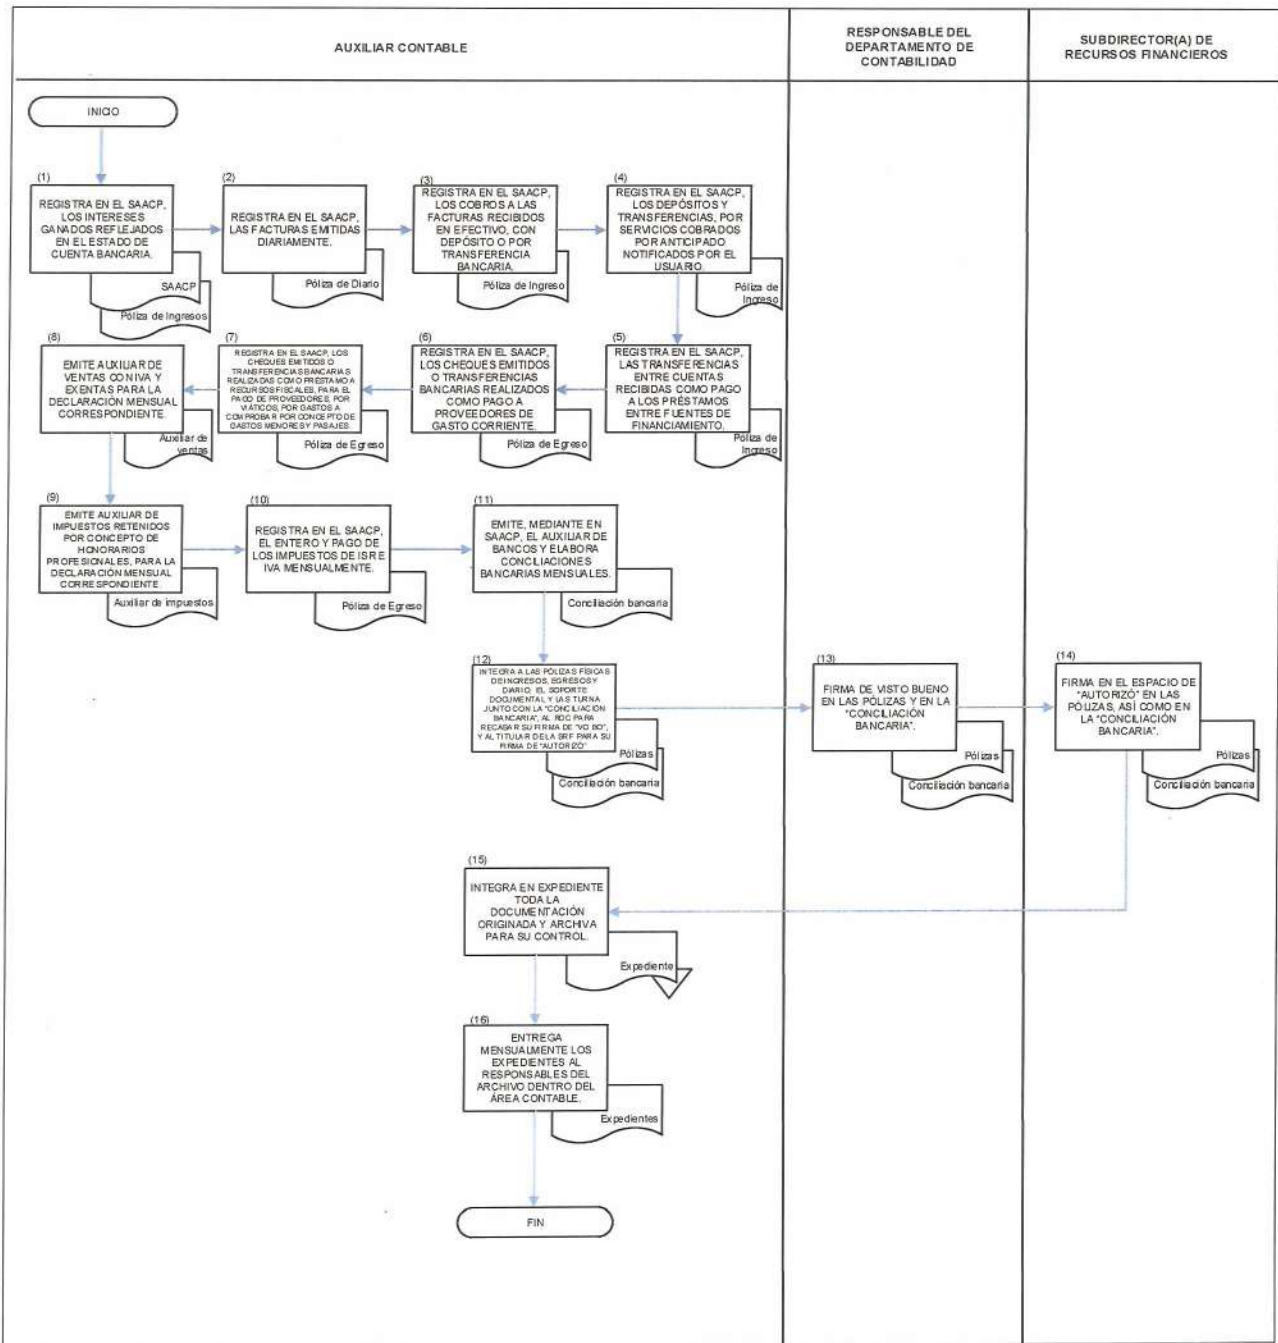 AUXILIAR CONTABLE
RESPONSABLE DEL
DEPARTAMENTO DE
CONTABILIDAD
SUBDIRECTOR(A) DE
RECURSOS FINANCIEROS
INICIO
(1)
REGISTRA EN EL SAACP,
LOS INTERESES
GANADOS REFLEJADOS
EN EL ESTADO DE
CUENTA BANCARIA.
SAACP
Póliza de Ingresos
(2)
REGISTRA EN EL SAACP,
LAS FACTURAS EMITIDAS
DIARIAMENTE.
Póliza de Diario
(3)
REGISTRA EN EL SAACP,
LOS COBROS A LAS
FACTURAS RECIBIDOS
EN EFECTIVO, CON
DEPÓSITO O POR
TRANSFERENCIA
BANCARIA.
Póliza de Ingreso
(4)
REGISTRA EN EL SAACP,
LOS DEPÓSITOS Y
TRANSFERENCIAS, POR
SERVICIOS COBRADOS
POR ANTICIPADO
NOTIFICADOS POR EL
USUARIO.
Póliza de
Ingreso
(5)
REGISTRA EN EL SAACP,
LAS TRANSFERENCIAS
ENTRE CUENTAS
RECIBIDAS COMO PAGO
A LOS PRÉSTAMOS
ENTRE FUENTES DE
FINANCIAMIENTO.
Póliza de
Ingreso
(6)
REGISTRA EN EL SAACP,
LOS CHEQUES EMITIDOS
O TRANSFERENCIAS
BANCARIAS REALIZADOS
COMO PAGO A
PROVEEDORES DE
GASTO CORRIENTE.
Póliza de Egreso
(7)
REGISTRA EN EL SAACP, LOS
CHEQUES EMITIDOS O
TRANSFERENCIAS BANCARIAS
REALIZADAS COMO PRÉSTAMO A
RECURSOS FISCALES, PARA EL
PAGO DE PROVEEDORES, POR
VIÁTICOS, POR GASTOS A
COMPROBAR POR CONCEPTO DE
GASTOS MENORES Y PASAJES.
Póliza de Egreso
(8)
EMITE AUXILIAR DE
VENTAS CON IVA Y
EXENTAS PARA LA
DECLARACIÓN MENSUAL
CORRESPONDIENTE.
Auxiliar de
ventas
(9)
EMITE AUXILIAR DE
IMPUESTOS RETENIDOS
POR CONCEPTO DE
HONORARIOS
PROFESIONALES, PARA LA
DECLARACIÓN MENSUAL
CORRESPONDIENTE.
Auxiliar de impuestos
(10)
REGISTRA EN EL SAACP,
EL ENTERO Y PAGO DE
LOS IMPUESTOS DE ISR E
IVA MENSUALMENTE.
Póliza de Egreso
(11)
EMITE, MEDIANTE EN
SAACP, EL AUXILIAR DE
BANCOS Y ELABORA
CONCILIACIONES
BANCARIAS MENSUALES.
Conciliación bancaria
(12)
INTEGRA A LAS PÓLIZAS FÍSICAS
DE INGRESOS, EGRESOS Y
DIARIO, EL SOPORTE
DOCUMENTAL Y LAS TURNA
JUNTO CON LA "CONCILIACIÓN
BANCARIA", AL RDC PARA
RECABAR SU FIRMA DE "VO BO",
Y AL TITULAR DE LA SRF PARA SU
FIRMA DE "AUTORIZÓ"
Pólizas
Conciliación bancaria
(13)
FIRMA DE VISTO BUENO
EN LAS PÓLIZAS Y EN LA
"CONCILIACIÓN
BANCARIA".
Pólizas
Conciliación bancaria
(14)
FIRMA EN EL ESPACIO DE
"AUTORIZÓ" EN LAS
PÓLIZAS, ASÍ COMO EN
LA "CONCILIACIÓN
BANCARIA".
Pólizas
Conciliación bancaria
(15)
INTEGRA EN EXPEDIENTE
TODA LA
DOCUMENTACIÓN
ORIGINADA Y ARCHIVA
PARA SU CONTROL.
Expediente
(16)
ENTREGA
MENSUALMENTE LOS
EXPEDIENTES AL
RESPONSABLES DEL
ARCHIVO DENTRO DEL
ÁREA CONTABLE.
Expedientes
FIN